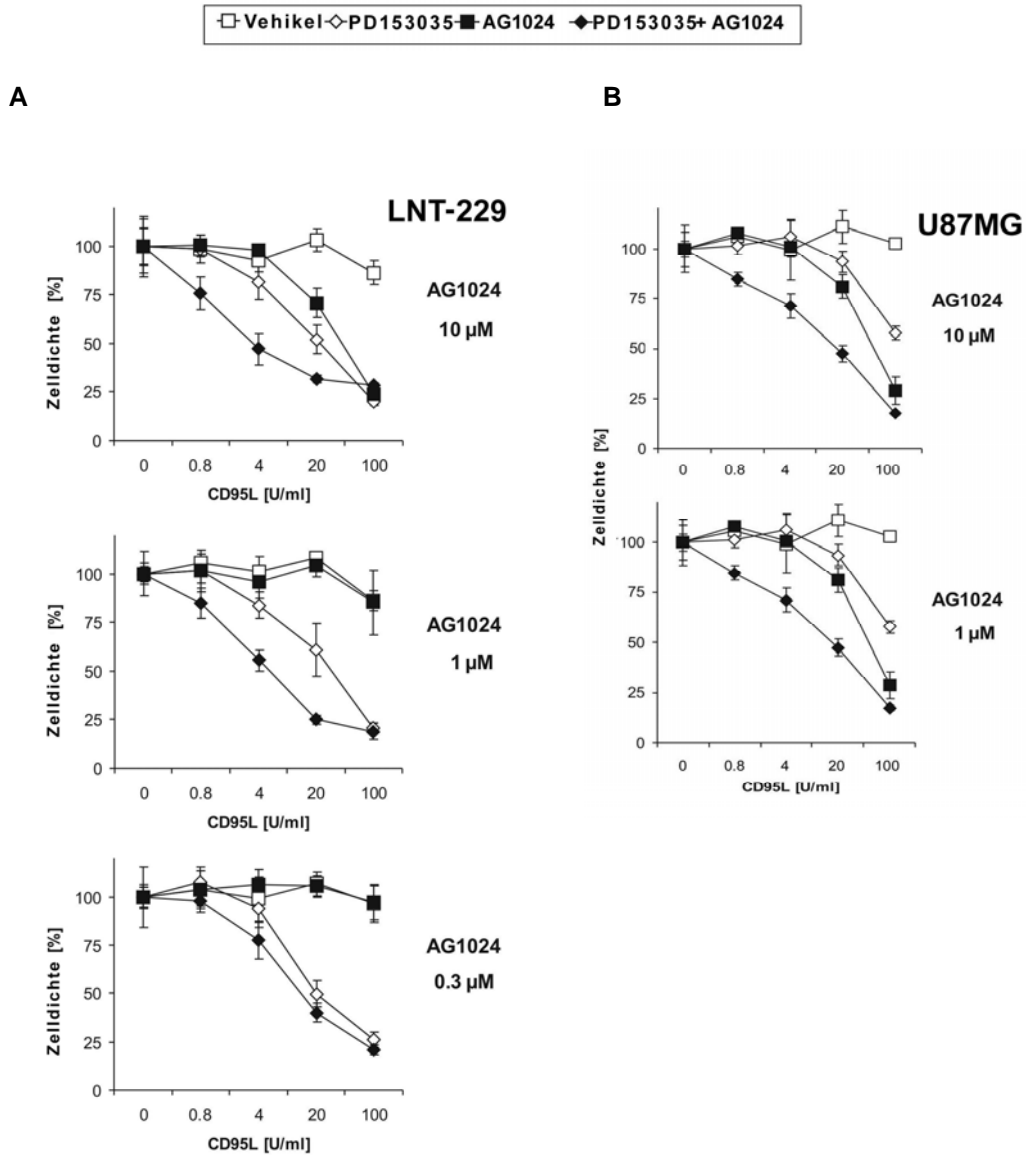 Vehikel PD153035 AG1024 PD153035+ AG1024
A
B
LNT-229
Zelldichte [%]
100
75
50
25
0
0 0.8 4 20 100
CD95L [U/ml]
AG1024
10 µM
Zelldichte [%]
100
75
50
25
0
0 0.8 4 20 100
CD95L [U/ml]
AG1024
1 µM
Zelldichte [%]
100
75
50
25
0
0 0.8 4 20 100
CD95L [U/ml]
AG1024
0.3 µM
U87MG
Zelldichte [%]
100
75
50
25
0
0 0.8 4 20 100
AG1024
10 µM
100
75
50
25
0
0 0.8 4 20 100
CD95L [U/ml]
AG1024
1 µM